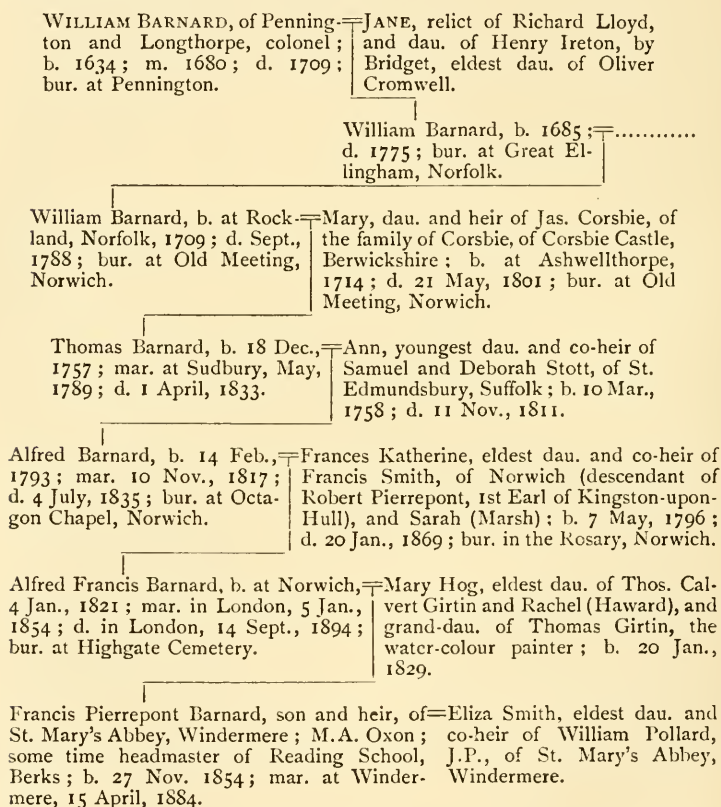 WILLIAM BARNARD, of Penning-
ton and Longthorpe, colonel;
b. 1634; m. 1680; d. 1709;
bur. at Pennington.
JANE, relict of Richard Lloyd,
and dau. of Henry Ireton, by
Bridget, eldest dau. of Oliver
Cromwell.
William Barnard, b. 1685;
d. 1775; bur. at Great El-
lingham, Norfolk.
............
William Barnard, b. at Rock-
land, Norfolk, 1709; d. Sept.,
1788; bur. at Old Meeting,
Norwich.
Mary, dau. and heir of Jas. Corsbie, of
the family of Corsbie, of Corsbie Castle,
Berwickshire; b. at Ashwellthorpe,
1714; d. 21 May, 1801; bur. at Old
Meeting, Norwich.
Thomas Barnard, b. 18 Dec.,
1757; mar. at Sudbury, May,
1789; d. 1 April, 1833.
Ann, youngest dau. and co-heir of
Samuel and Deborah Stott, of St.
Edmundsbury, Suffolk; b. 10 Mar.,
1758; d. 11 Nov., 1811.
Alfred Barnard, b. 14 Feb.,
1793; mar. 10 Nov., 1817;
d. 4 July, 1835; bur. at Octa-
gon Chapel, Norwich.
Frances Katherine, eldest dau. and co-heir of
Francis Smith, of Norwich (descendant of
Robert Pierrepont, 1st Earl of Kingston-upon-
Hull), and Sarah (Marsh); b. 7 May, 1796;
d. 20 Jan., 1869; bur. in the Rosary, Norwich.
Alfred Francis Barnard, b. at Norwich,
4 Jan., 1821; mar. in London, 5 Jan.,
1854; d. in London, 14 Sept., 1894;
bur. at Highgate Cemetery.
Mary Hog, eldest dau. of Thos. Cal-
vert Girtin and Rachel (Haward), and
grand-dau. of Thomas Girtin, the
water-colour painter; b. 20 Jan.,
1829.
Francis Pierrepont Barnard, son and heir, of
St. Mary's Abbey, Windermere; M.A. Oxon;
some time headmaster of Reading School,
Berks; b. 27 Nov. 1854; mar. at Winder-
mere, 15 April, 1884.
Eliza Smith, eldest dau. and
co-heir of William Pollard,
J.P., of St. Mary's Abbey,
Windermere.